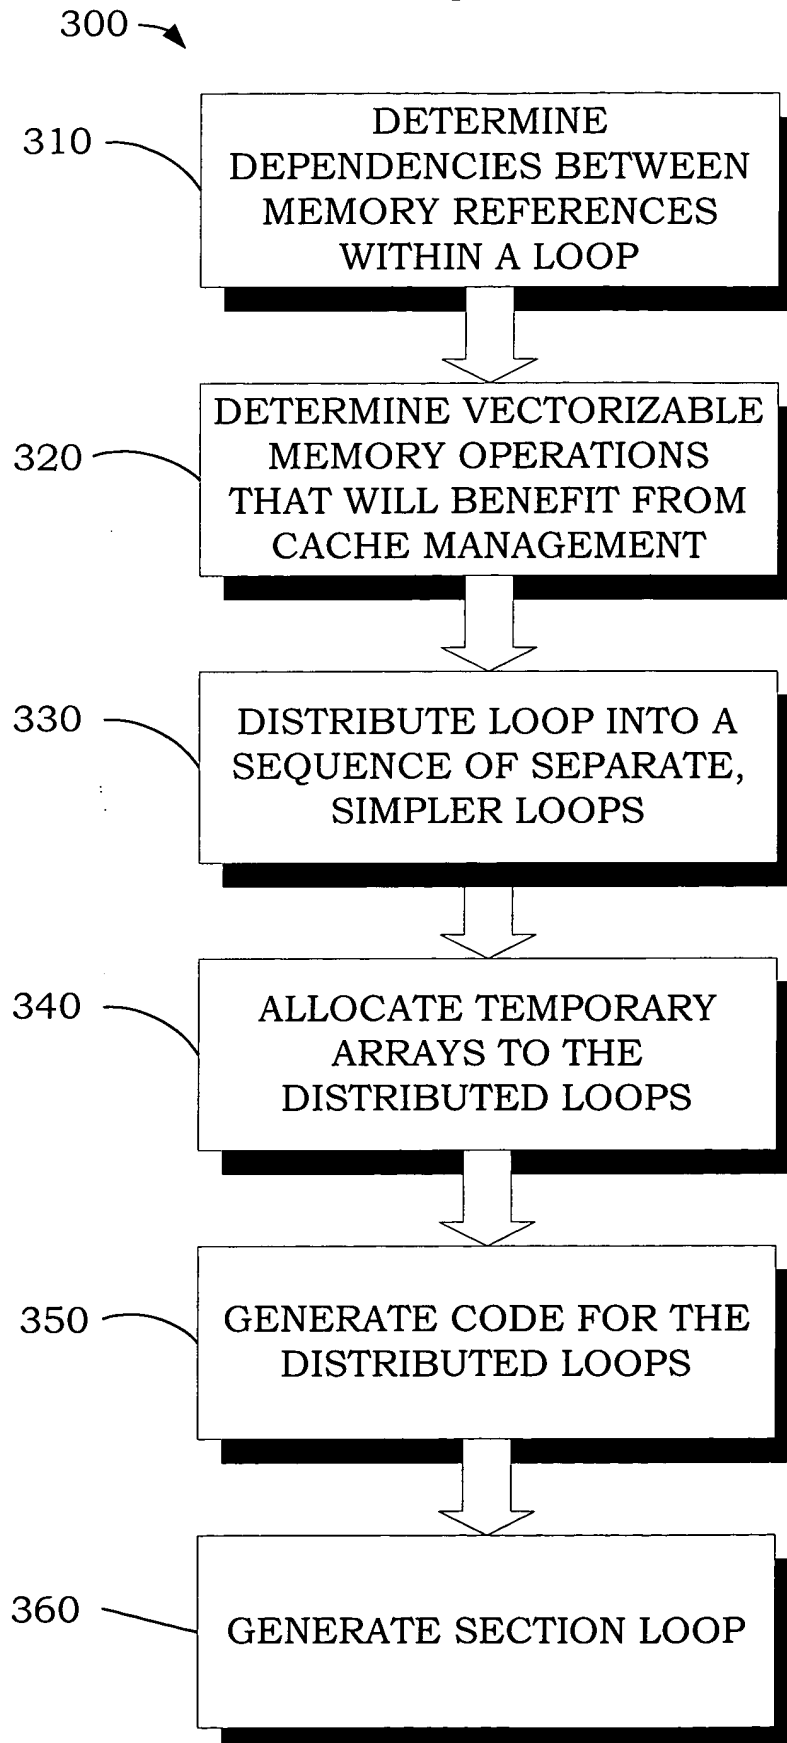 300
310
DETERMINE
DEPENDENCIES BETWEEN
MEMORY REFERENCES
WITHIN A LOOP
320
DETERMINE VECTORIZABLE
MEMORY OPERATIONS
THAT WILL BENEFIT FROM
CACHE MANAGEMENT
330
DISTRIBUTE LOOP INTO A
SEQUENCE OF SEPARATE,
SIMPLER LOOPS
340
ALLOCATE TEMPORARY
ARRAYS TO THE
DISTRIBUTED LOOPS
350
GENERATE CODE FOR THE
DISTRIBUTED LOOPS
360
GENERATE SECTION LOOP